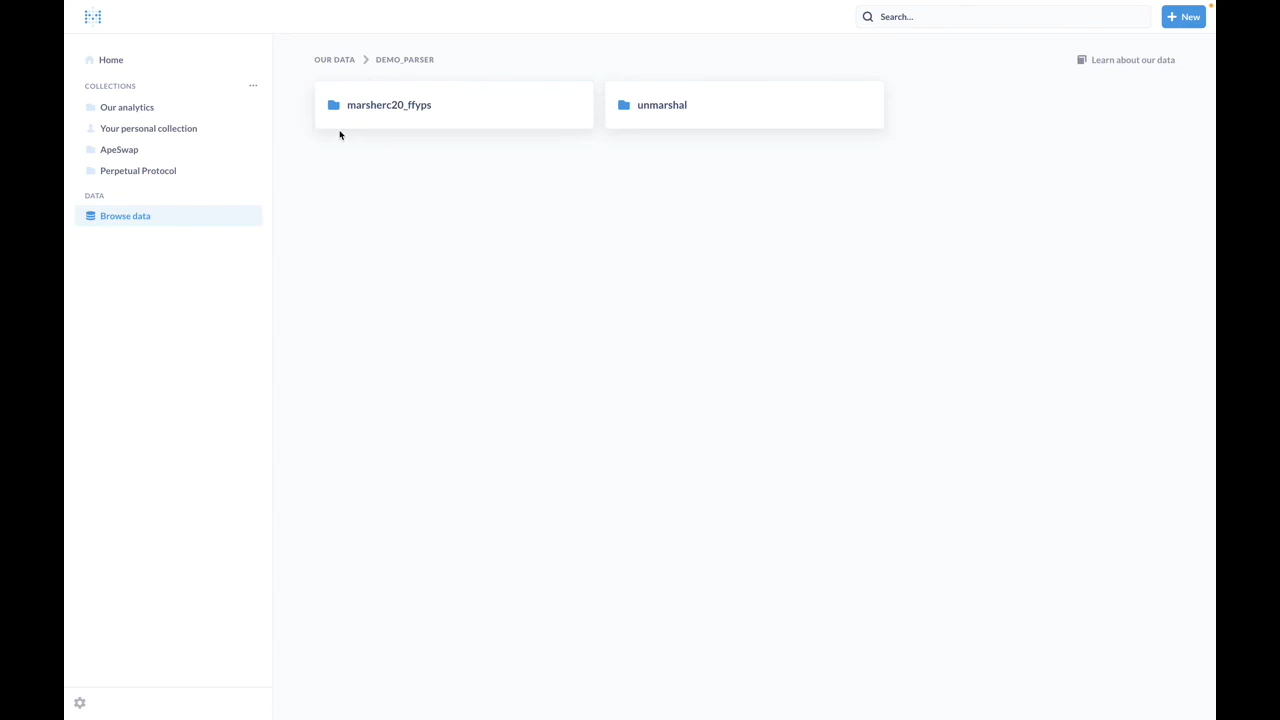 Search...
New
Home
COLLECTIONS
Our analytics
Your personal collection
ApeSwap
Perpetual Protocol
DATA
Browse data
OUR DATA
DEMO_PARSER
Learn about our data
marsherc20_ffyps
unmarshal